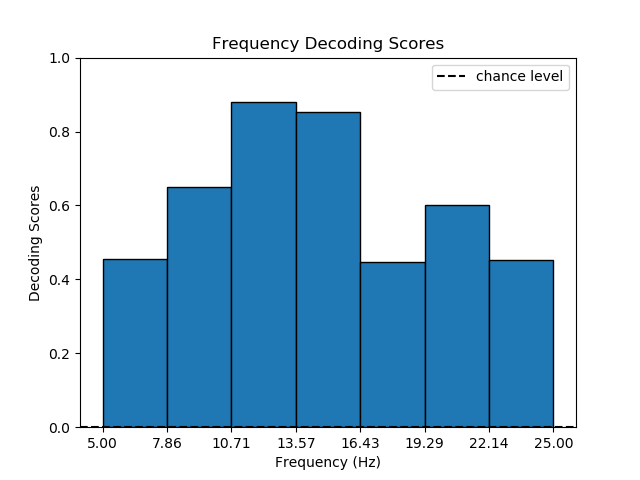 Frequency Decoding Scores
chance level
1.0
0.8
0.6
0.4
0.2
0.0
Decoding Scores
5.00 7.86 10.71 13.57 16.43 19.29 22.14 25.00
Frequency (Hz)